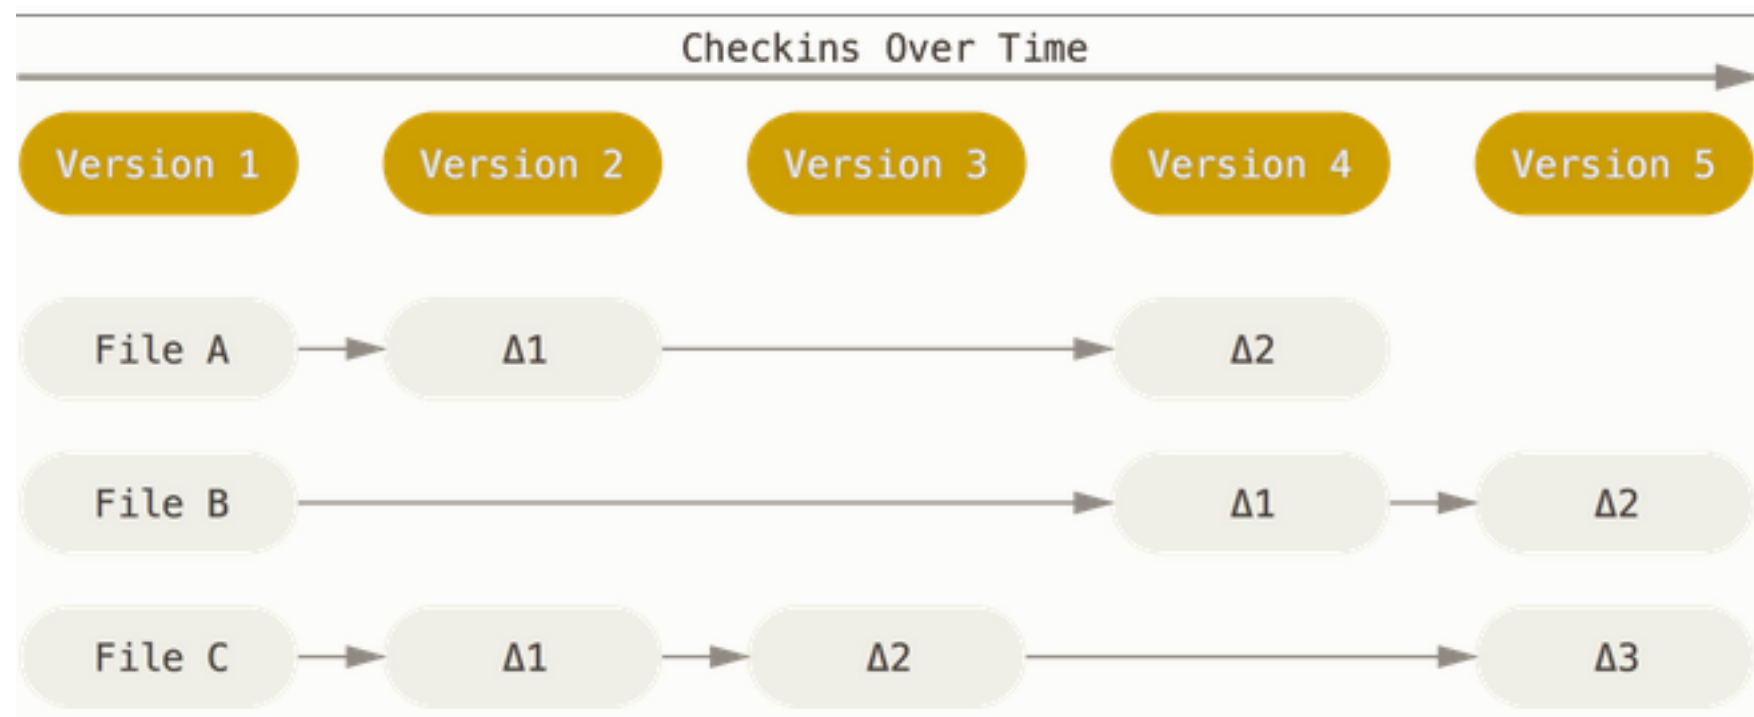 Checkins Over Time
Version 1 Version 2 Version 3 Version 4 Version 5
File A Δ1 Δ2
File B Δ1 Δ2
File C Δ1 Δ2 Δ3